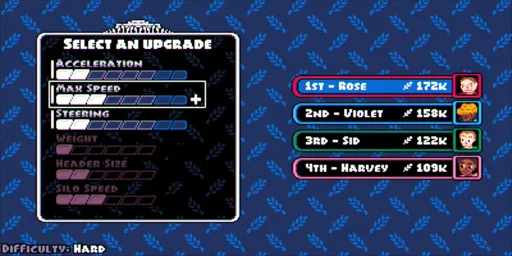 Select an upgrade
Acceleration
Max Speed
+
Steering
Weight
Header Size
Silo Speed
1st - Rose 172k
2nd - Violet 158k
3rd - Sid 122k
4th - Harvey 109k
Difficulty: Hard